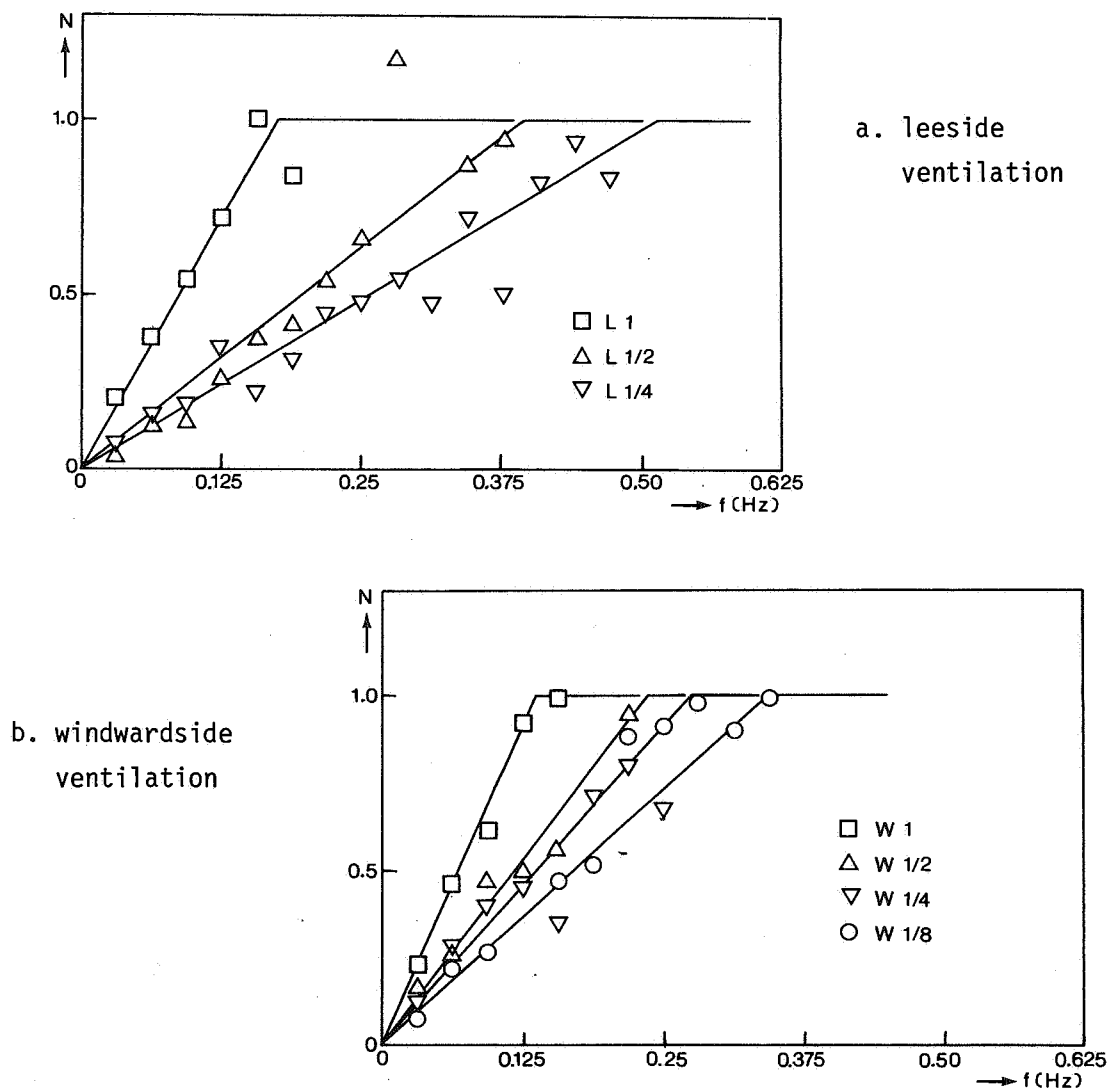 N
1.0
0.5
0
0.125
0.25
0.375
0.50
0.625
f (Hz)
L 1
L 1/2
L 1/4
a. leeside
ventilation
N
1.0
0.5
0
0.125
0.25
0.375
0.50
0.625
f (Hz)
W 1
W 1/2
W 1/4
W 1/8
b. windwardside
ventilation